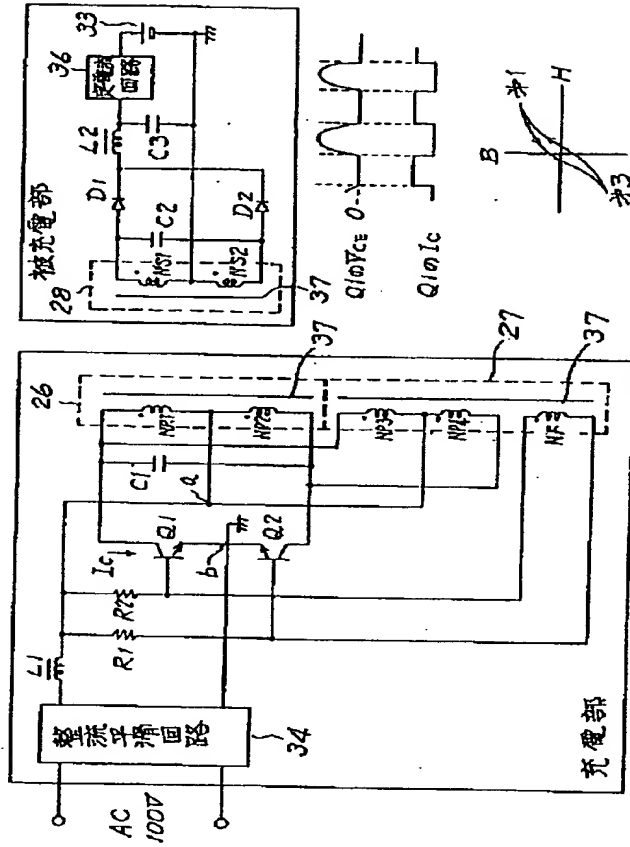 被充電部
28
NS1
NS2
37
C2
D1
D2
L2
C3
36
定電流
回路
33
Q1のVCE
0
Q1のIc
B
H
*1
*3
26
27
37
37
NP1
NP2
NP3
NP4
NF
C1
a
b
Ic
Q1
Q2
R2
R1
L1
整流平滑回路
34
AC
100V
充電部